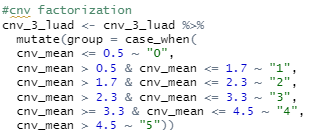 #cnv factorization
cnv_3_luad <- cnv_3_luad %>%
mutate(group = case_when(
cnv_mean <= 0.5 ~ "0",
cnv_mean > 0.5 & cnv_mean <= 1.7 ~ "1",
cnv_mean > 1.7 & cnv_mean <= 2.3 ~ "2",
cnv_mean > 2.3 & cnv_mean <= 3.3 ~ "3",
cnv_mean >= 3.3 & cnv_mean <= 4.5 ~ "4",
cnv_mean > 4.5 ~ "5"))